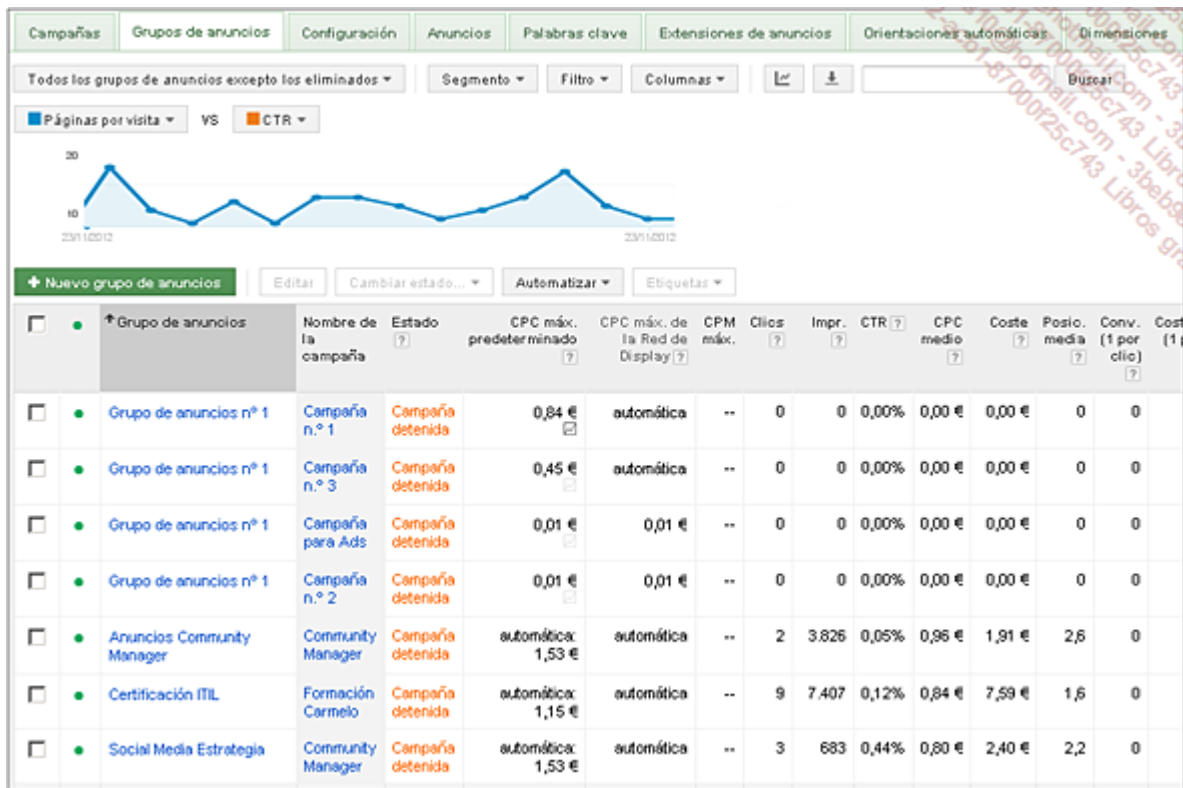 Campañas Grupos de anuncios Configuración Anuncios Palabras clave Extensiones de anuncios Orientaciones automáticas Dimensiones
Todos los grupos de anuncios excepto los eliminados Segmento Filtro Columnas Buscar
Páginas por visita VS CTR
20
10
23/11/2012 23/11/2012
+ Nuevo grupo de anuncios Editar Cambiar estado... Automatizar Etiquetas
Grupo de anuncios Nombre de Estado CPC máx. CPC máx. de CPM Clics Impr. CTR ? CPC Coste Posic. Conv. Cost
la ? predeterminado la Red de máx. ? ? medio ? media (1 por (1 p
campaña ? Display ? ? ? clic)
?
Grupo de anuncios nº 1 Campaña Campaña 0,84 € automática -- 0 0 0,00% 0,00 € 0,00 € 0 0
n.º 1 detenida
Grupo de anuncios nº 1 Campaña Campaña 0,45 € automática -- 0 0 0,00% 0,00 € 0,00 € 0 0
n.º 3 detenida
Grupo de anuncios nº 1 Campaña Campaña 0,01 € 0,01 € -- 0 0 0,00% 0,00 € 0,00 € 0 0
para Ads detenida
Grupo de anuncios nº 1 Campaña Campaña 0,01 € 0,01 € -- 0 0 0,00% 0,00 € 0,00 € 0 0
n.º 2 detenida
Anuncios Community Community Campaña automática: automática -- 2 3.826 0,05% 0,96 € 1,91 € 2,6 0
Manager Manager detenida 1,53 €
Certificación ITIL Formación Campaña automática: automática -- 9 7.407 0,12% 0,84 € 7,59 € 1,6 0
Carmelo detenida 1,15 €
Social Media Estrategia Community Campaña automática: automática -- 3 683 0,44% 0,80 € 2,40 € 2,2 0
Manager detenida 1,53 €